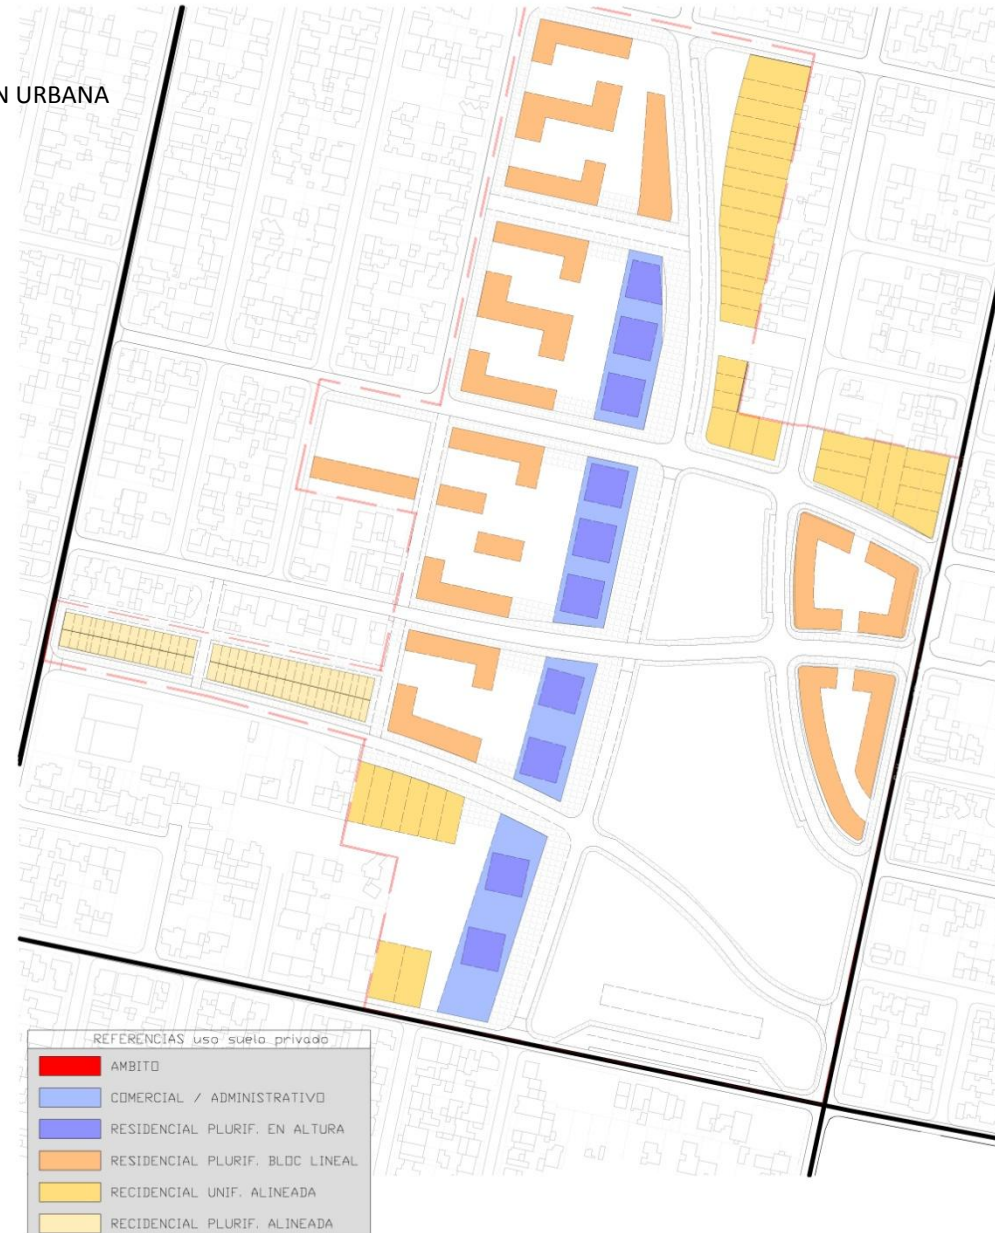 N URBANA
REFERENCIAS uso suelo privado
AMBITO
COMERCIAL / ADMINISTRATIVO
RESIDENCIAL PLURIF. EN ALTURA
RESIDENCIAL PLURIF. BLOC LINEAL
RECIDENCIAL UNIF. ALINEADA
RECIDENCIAL PLURIF. ALINEADA